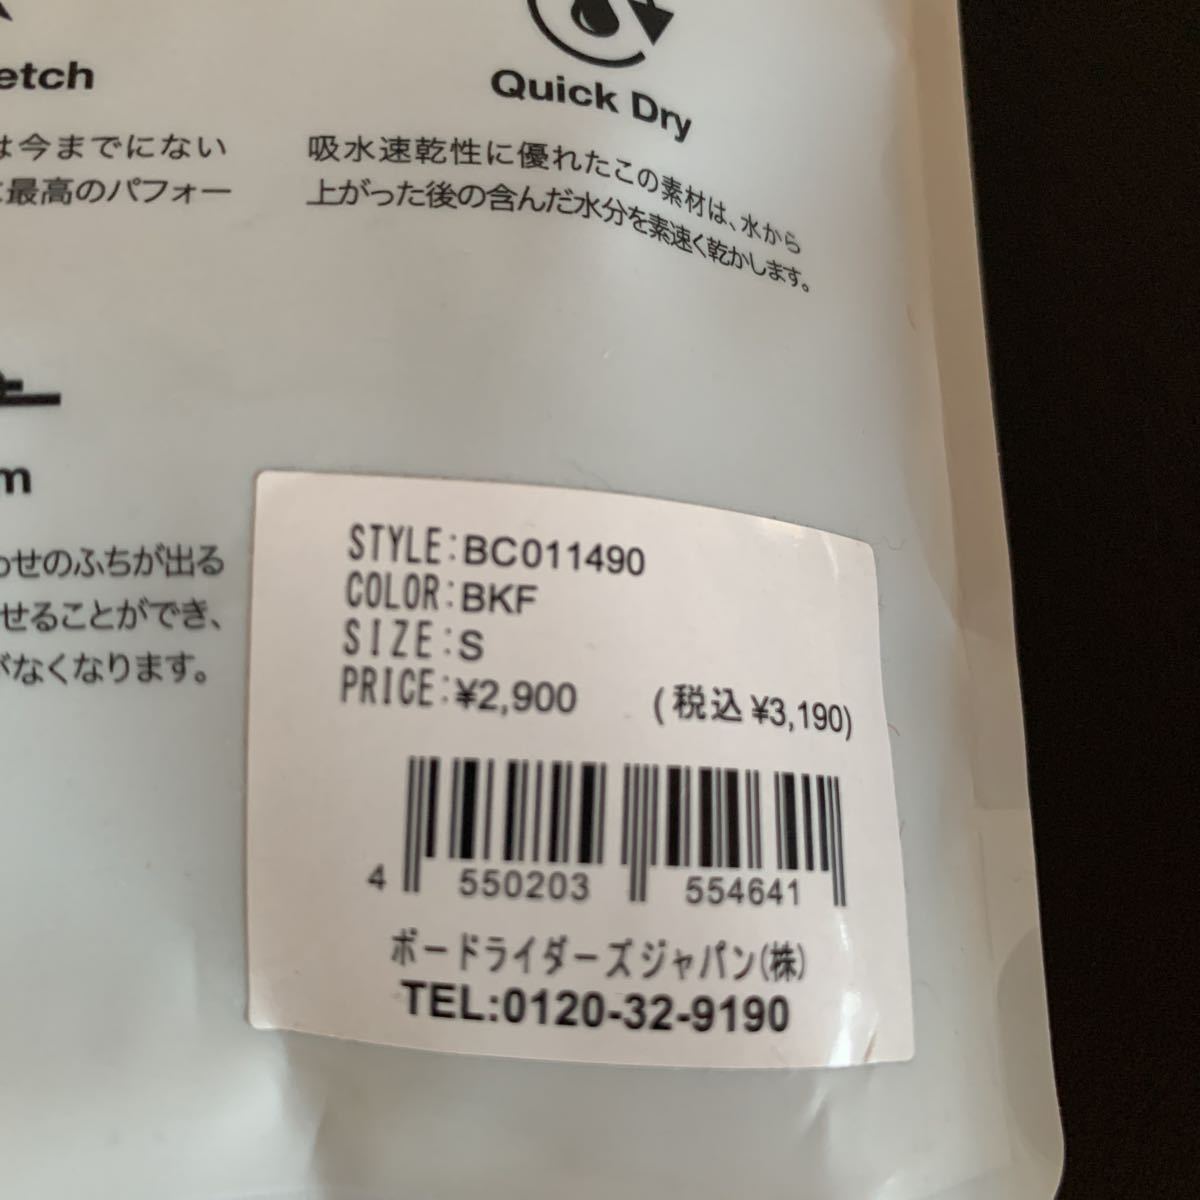 etch
Quick Dry
は今までにない
最高のパフォー
吸水速乾性に優れたこの素材は、水から
上がった後の含んだ水分を素速く乾かします。
m
わせのふちが出る
せることができ、
がなくなります。
STYLE:BC011490
COLOR:BKF
SIZE:S
PRICE:¥2,900 (税込¥3,190)
4 550203 554641
ボードライダーズジャパン(株)
TEL:0120-32-9190